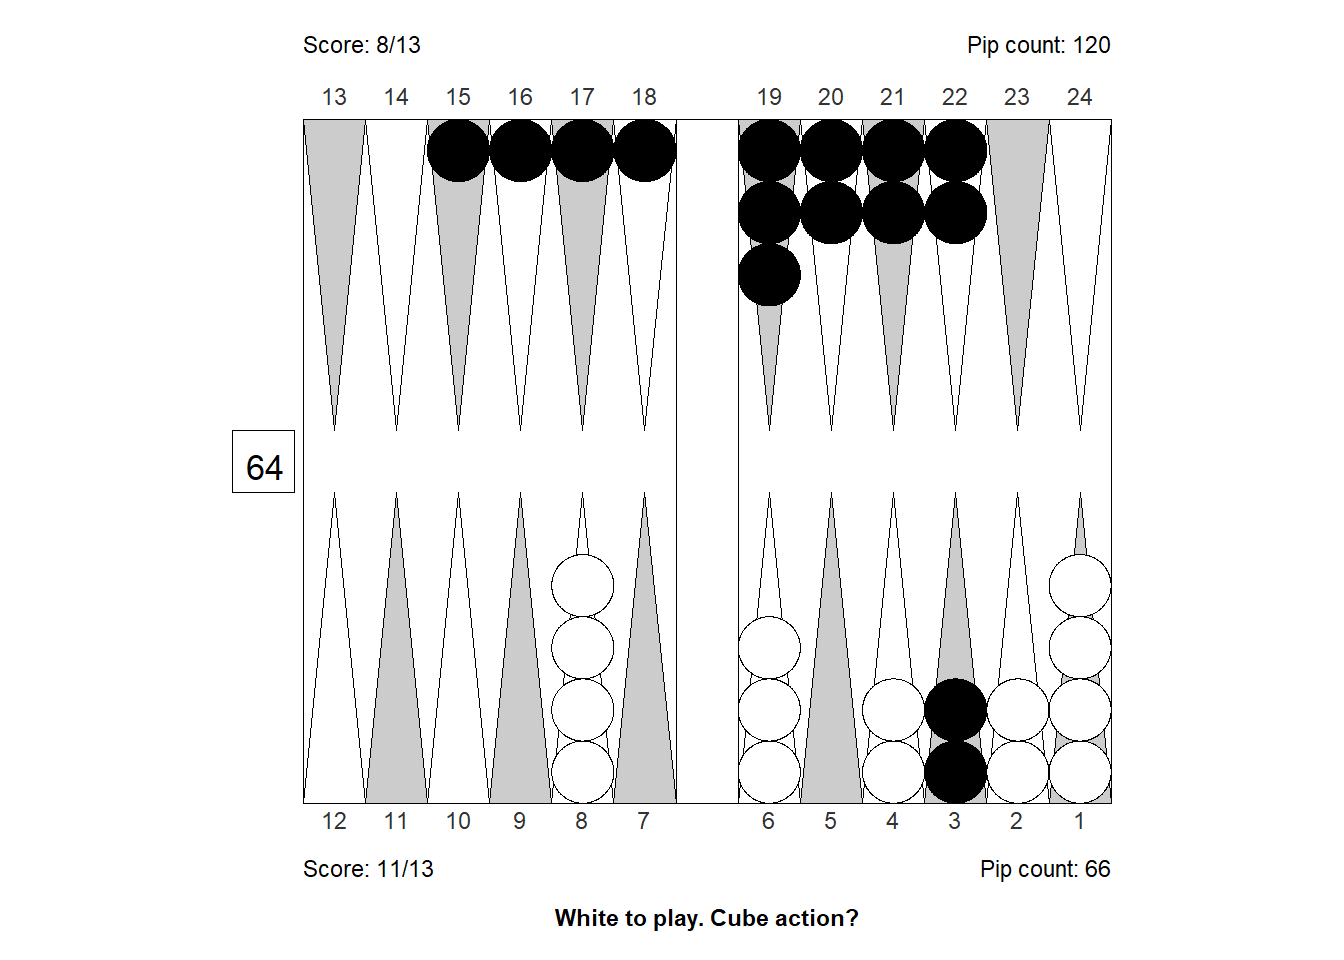 Score: 8/13 Pip count: 120
13 14 15 16 17 18 19 20 21 22 23 24
64
12 11 10 9 8 7 6 5 4 3 2 1
Score: 11/13 Pip count: 66
White to play. Cube action?